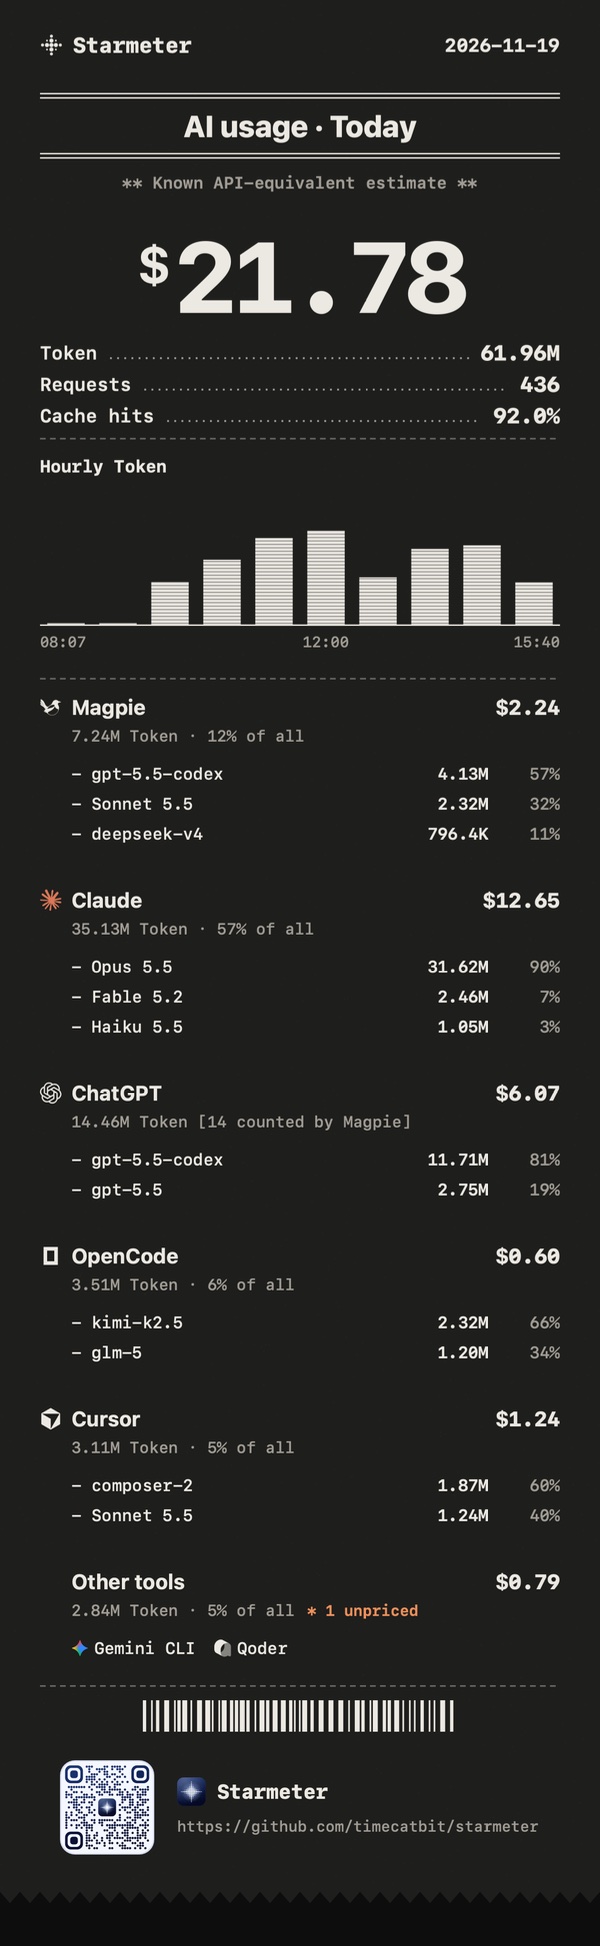 Starmeter 2026-11-19
AI usage · Today
** Known API-equivalent estimate **
$21.78
Token 61.96M
Requests 436
Cache hits 92.0%
Hourly Token
08:07 12:00 15:40
Magpie $2.24
7.24M Token · 12% of all
– gpt-5.5-codex 4.13M 57%
– Sonnet 5.5 2.32M 32%
– deepseek-v4 796.4K 11%
Claude $12.65
35.13M Token · 57% of all
– Opus 5.5 31.62M 90%
– Fable 5.2 2.46M 7%
– Haiku 5.5 1.05M 3%
ChatGPT $6.07
14.46M Token [14 counted by Magpie]
– gpt-5.5-codex 11.71M 81%
– gpt-5.5 2.75M 19%
OpenCode $0.60
3.51M Token · 6% of all
– kimi-k2.5 2.32M 66%
– glm-5 1.20M 34%
Cursor $1.24
3.11M Token · 5% of all
– composer-2 1.87M 60%
– Sonnet 5.5 1.24M 40%
Other tools $0.79
2.84M Token · 5% of all * 1 unpriced
Gemini CLI Qoder
Starmeter
https://github.com/timecatbit/starmeter